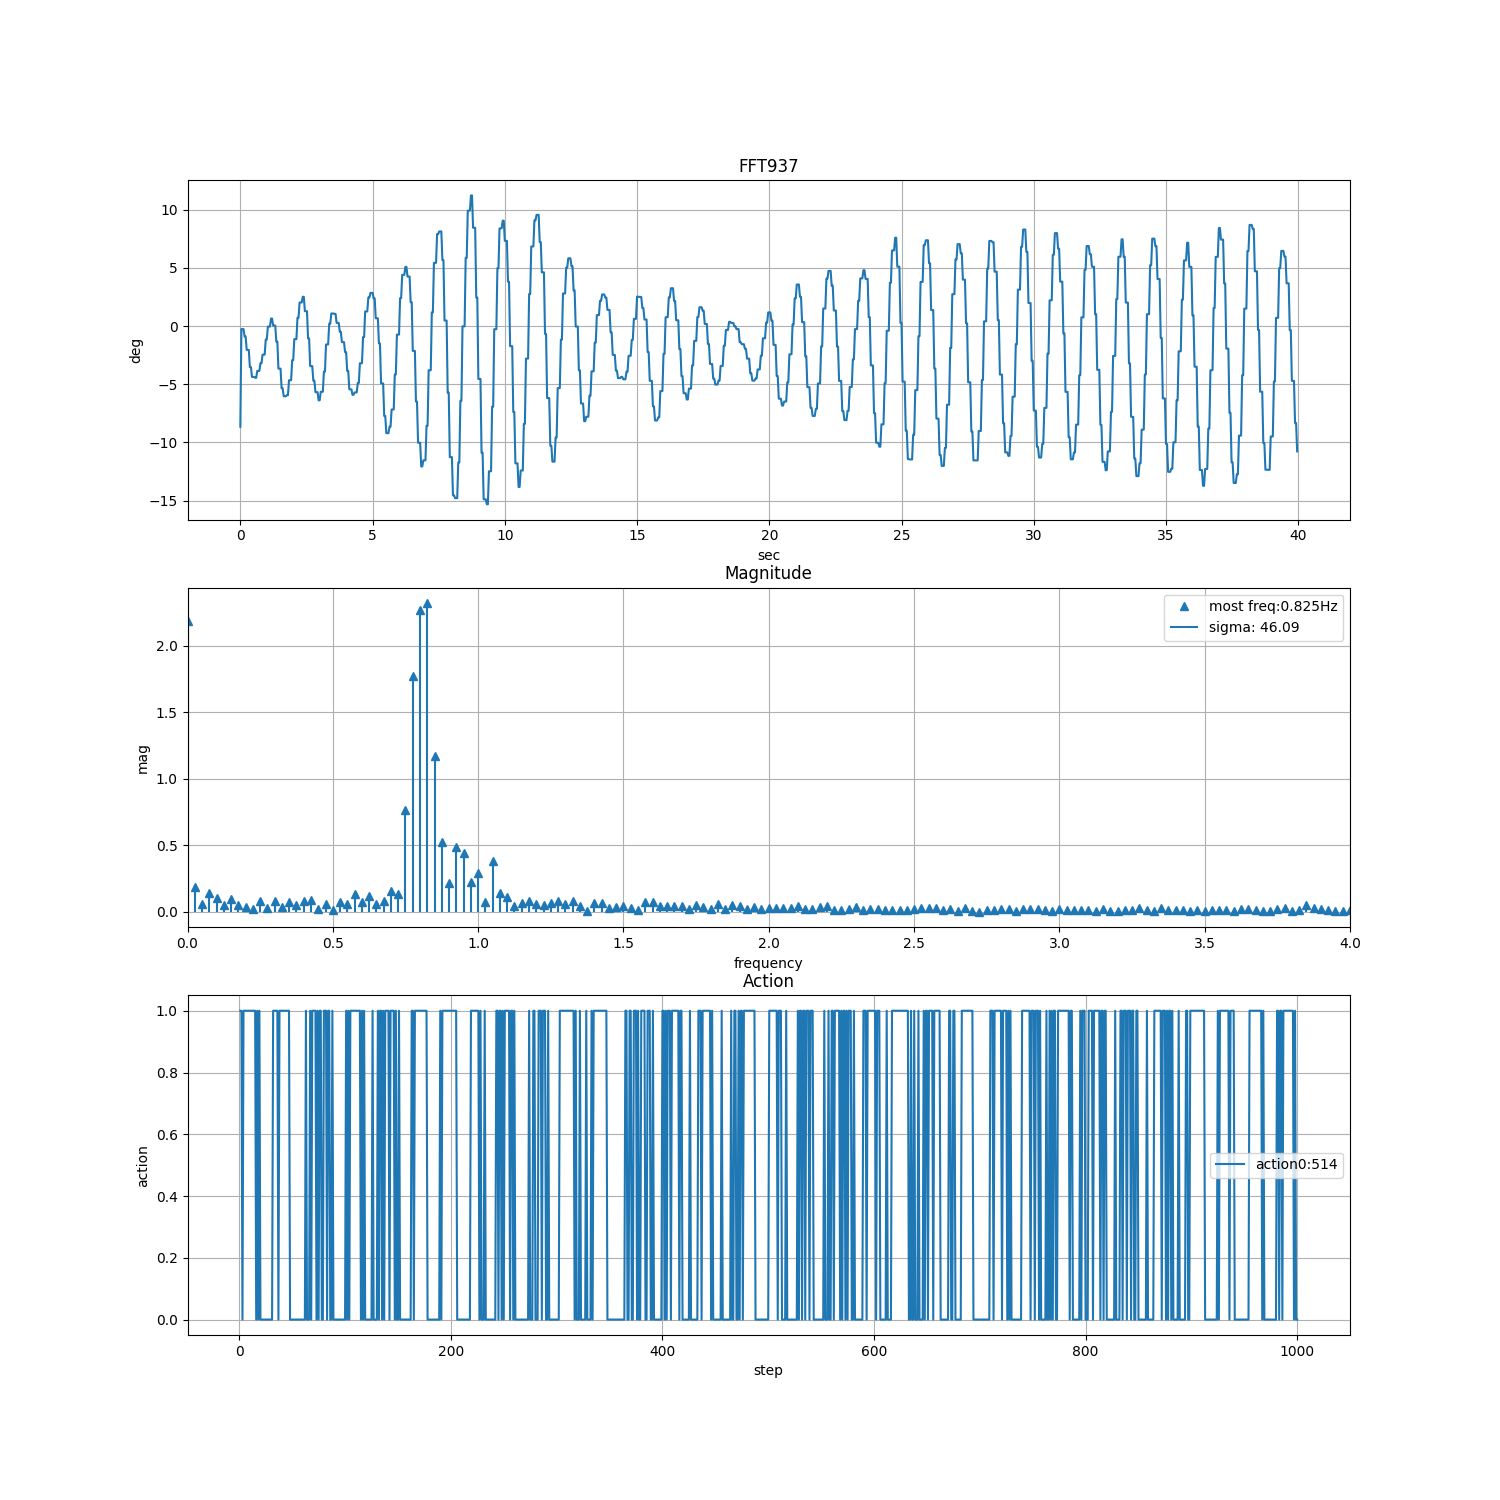 FFT937
10
5
0
−5
−10
−15
deg
0 5 10 15 20 25 30 35 40
sec
Magnitude
most freq:0.825Hz
sigma: 46.09
2.0
1.5
1.0
0.5
0.0
mag
0.0 0.5 1.0 1.5 2.0 2.5 3.0 3.5 4.0
frequency
Action
1.0
0.8
0.6
0.4
0.2
0.0
action
action0:514
0 200 400 600 800 1000
step